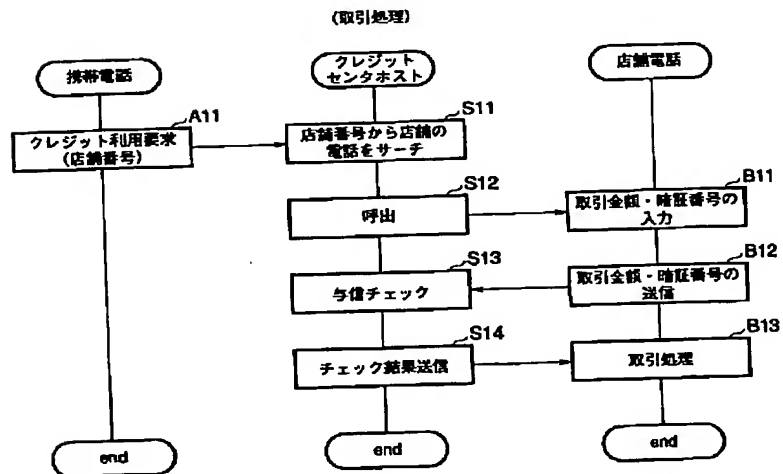 (取引処理)
携帯電話
クレジット
センタホスト
店舗電話
A11
クレジット利用要求
(店舗番号)
S11
店舗番号から店舗の
電話をサーチ
S12
呼出
B11
取引金額・暗証番号の
入力
S13
与信チェック
B12
取引金額・暗証番号の
送信
S14
チェック結果送信
B13
取引処理
end
end
end